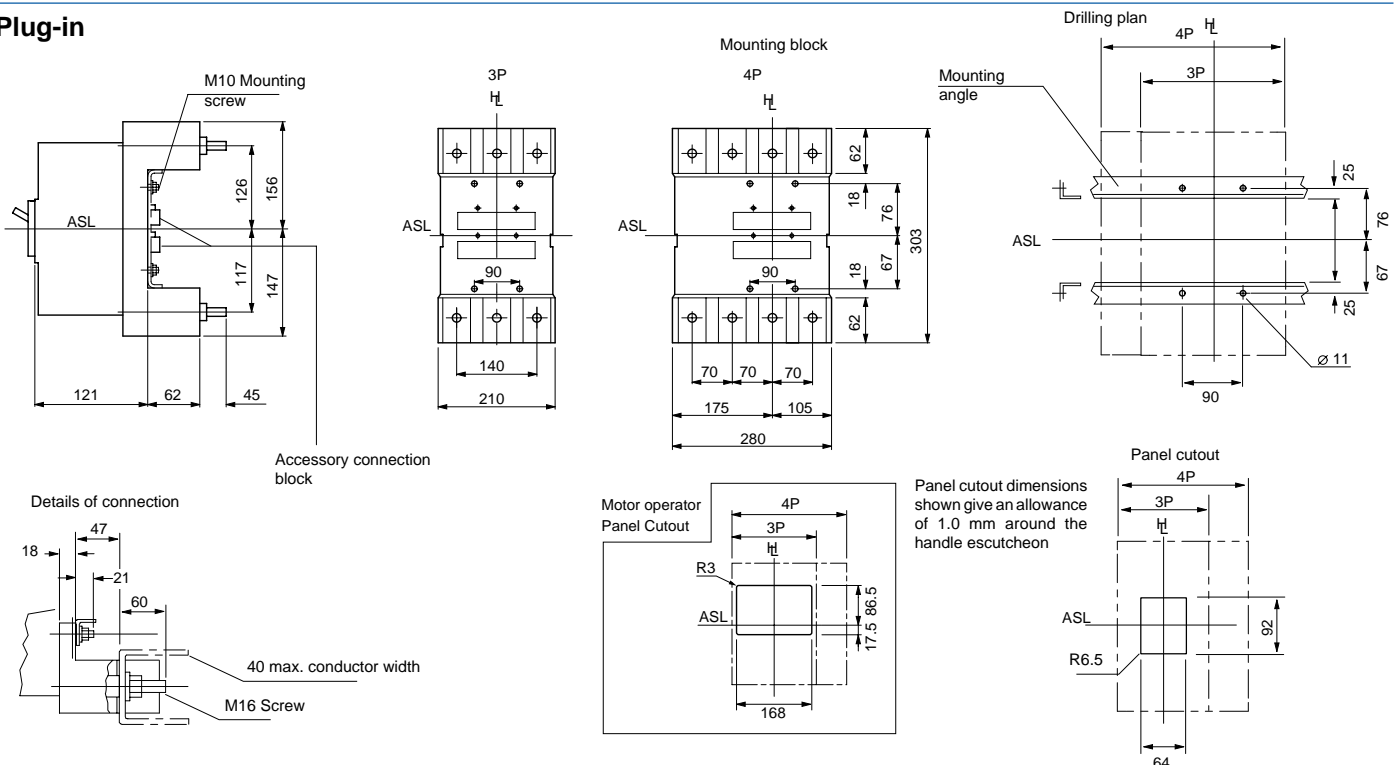 Plug-in
M10 Mounting
screw
ASL
126
156
117
147
121
62
45
Accessory connection
block
Mounting block
3P
HL
ASL
90
140
210
4P
HL
ASL
90
62
18
76
303
18
67
62
70
70
70
175
105
280
Drilling plan
4P
HL
3P
Mounting
angle
ASL
25
76
67
25
ø 11
90
Details of connection
47
18
21
60
40 max. conductor width
M16 Screw
Motor operator
Panel Cutout
4P
3P
HL
R3
ASL
86.5
17.5
168
Panel cutout dimensions
shown give an allowance
of 1.0 mm around the
handle escutcheon
Panel cutout
4P
3P
HL
ASL
92
R6.5
64